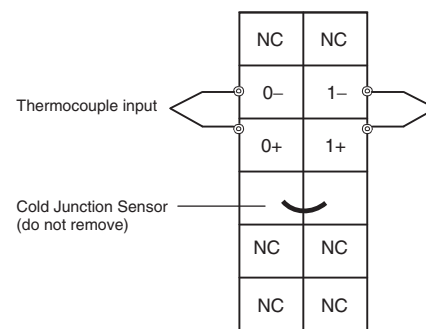 NC NC
0– 1–
Thermocouple input
0+ 1+
Cold Junction Sensor
(do not remove)
NC NC
NC NC